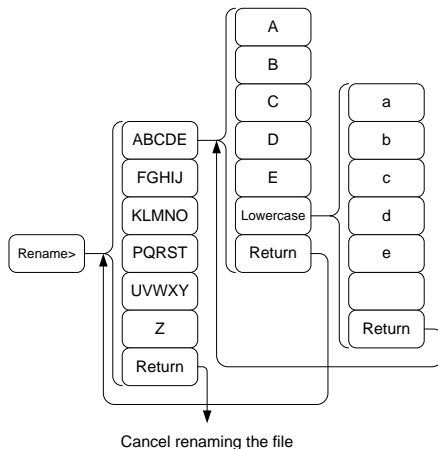 Rename>
ABCDE
FGHIJ
KLMNO
PQRST
UVWXY
Z
Return
A
B
C
D
E
Lowercase
Return
a
b
c
d
e
Return
Cancel renaming the file